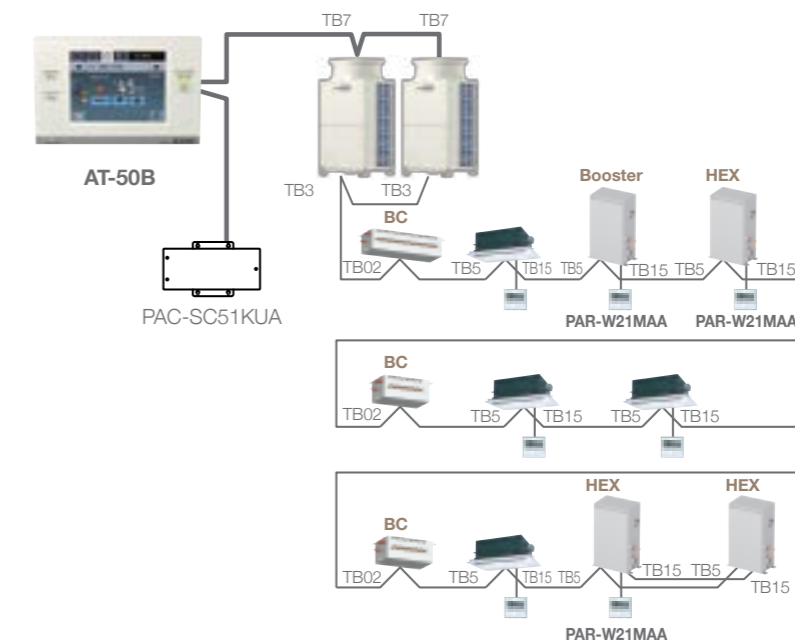 TB7 TB7
AT-50B
TB3 TB3
PAC-SC51KUA
Booster HEX
BC
TB02 TB5 TB15 TB5 TB15 TB5 TB15
PAR-W21MAA PAR-W21MAA
BC
TB02 TB5 TB15 TB5 TB15
HEX HEX
BC
TB02 TB5 TB15 TB5 TB15 TB5 TB15
PAR-W21MAA